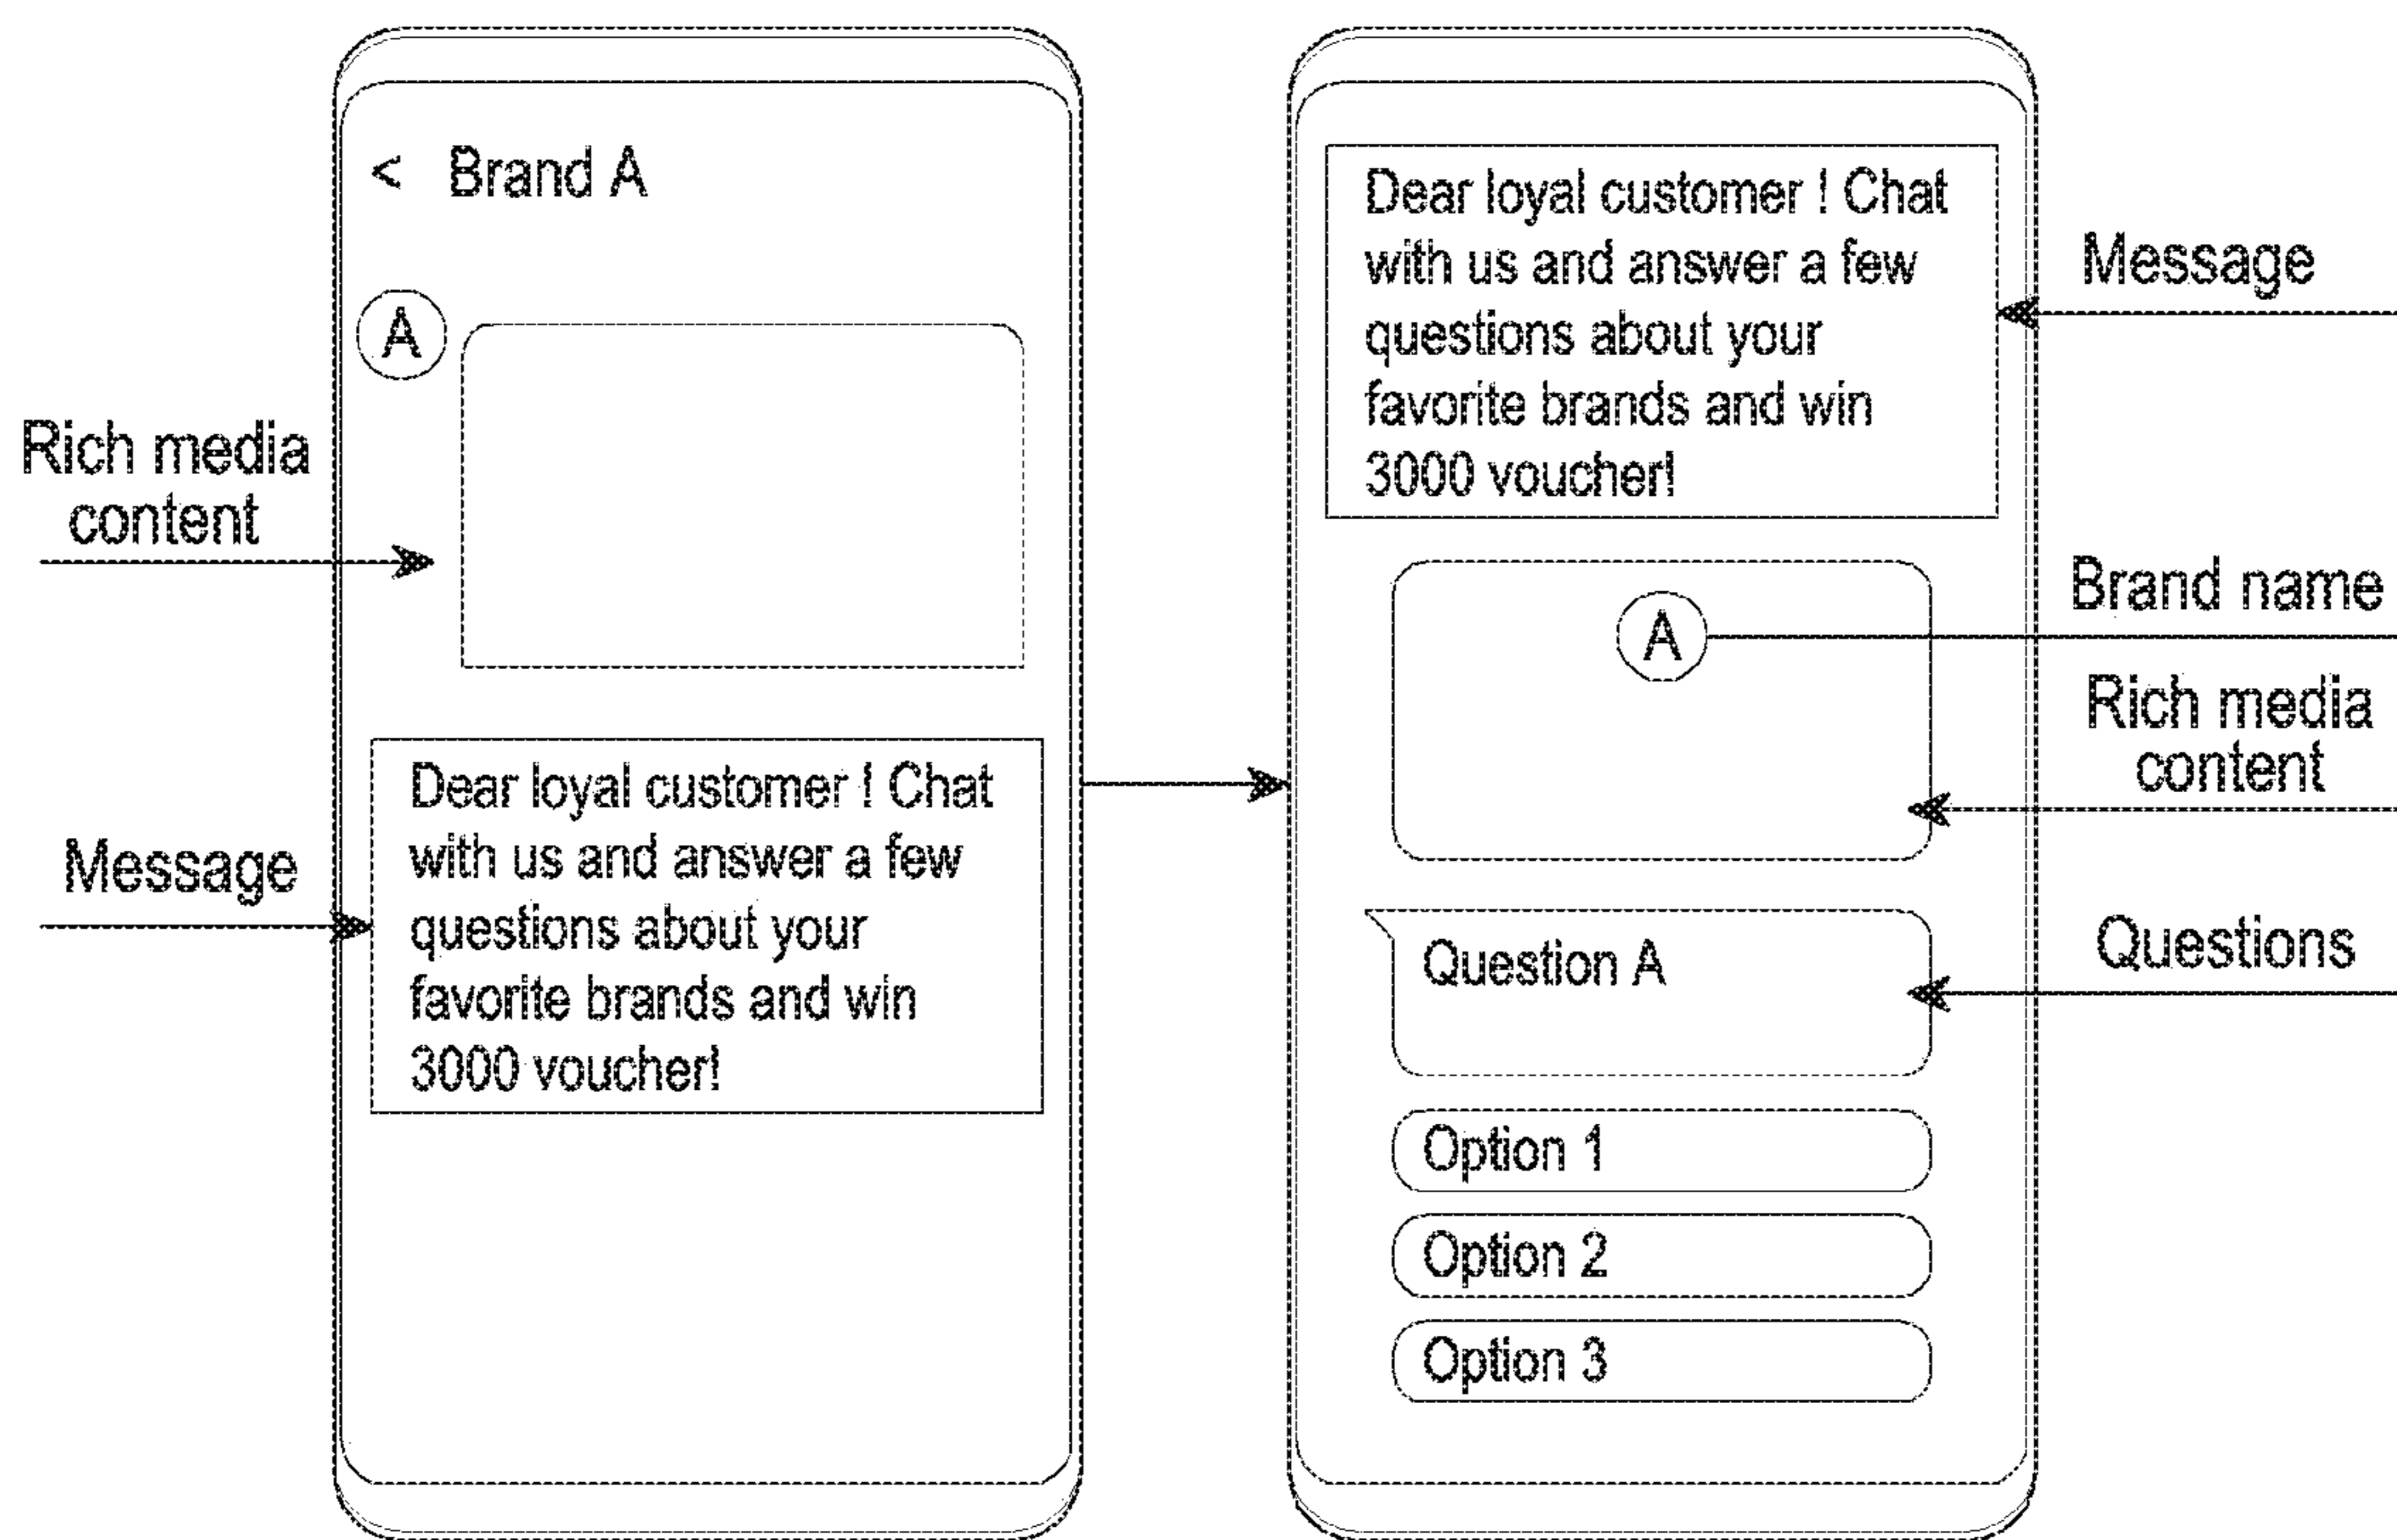 < Brand A
A
Rich media
content
Message
Dear loyal customer ! Chat
with us and answer a few
questions about your
favorite brands and win
3000 voucher!
Dear loyal customer ! Chat
with us and answer a few
questions about your
favorite brands and win
3000 voucher!
Message
A
Brand name
Rich media
content
Question A
Questions
Option 1
Option 2
Option 3